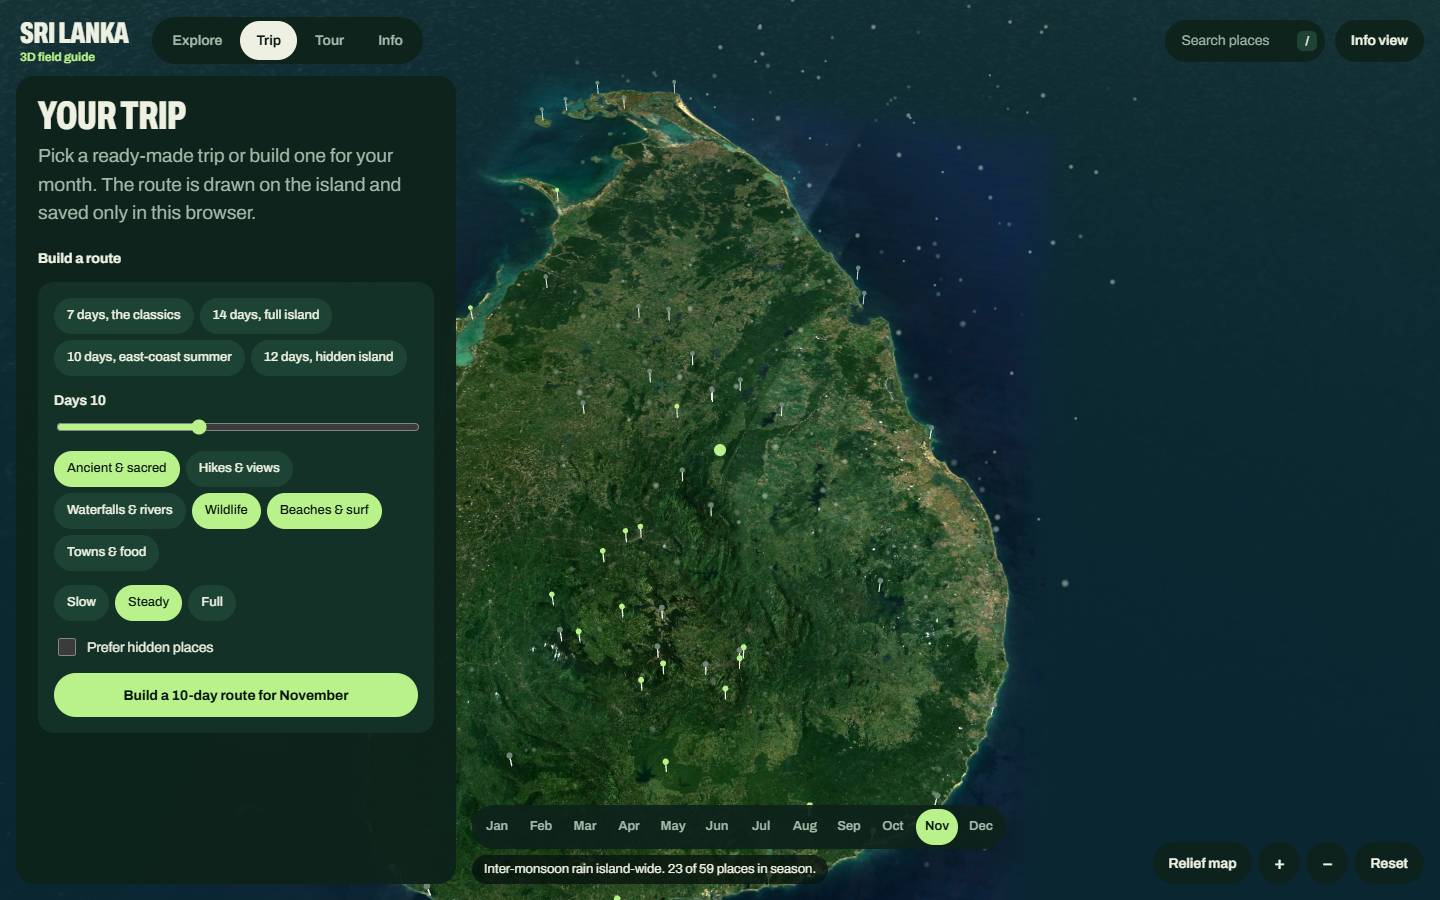 SRI LANKA
3D field guide
Explore
Trip
Tour
Info
Search places
/
Info view
YOUR TRIP
Pick a ready-made trip or build one for your
month. The route is drawn on the island and
saved only in this browser.
Build a route
7 days, the classics
14 days, full island
10 days, east-coast summer
12 days, hidden island
Days 10
Ancient & sacred
Hikes & views
Waterfalls & rivers
Wildlife
Beaches & surf
Towns & food
Slow
Steady
Full
Prefer hidden places
Build a 10-day route for November
Jan Feb Mar Apr May Jun Jul Aug Sep Oct Nov Dec
Inter-monsoon rain island-wide. 23 of 59 places in season.
Relief map
+
−
Reset